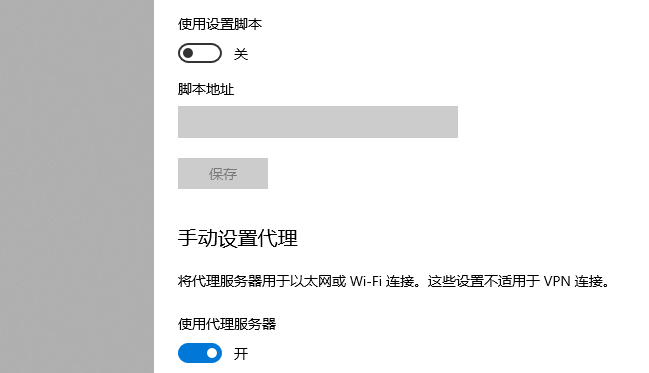 使用设置脚本
关
脚本地址
保存
手动设置代理
将代理服务器用于以太网或 Wi-Fi 连接。这些设置不适用于 VPN 连接。
使用代理服务器
开